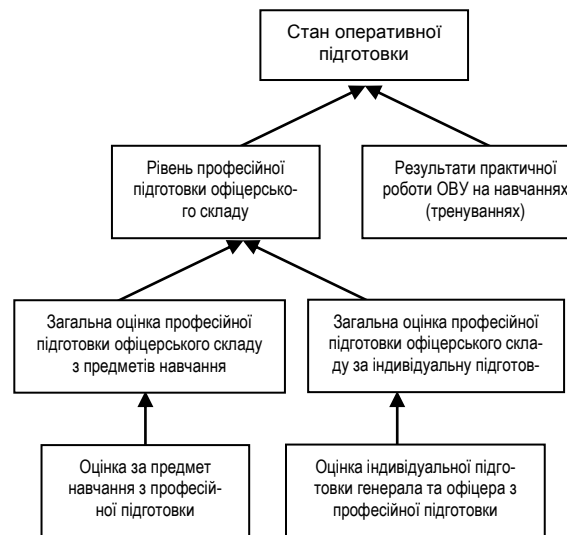 Стан оперативної
підготовки
Рівень професійної
підготовки офіцерсько-
го складу
Результати практичної
роботи ОВУ на навчаннях
(тренуваннях)
Загальна оцінка професійної
підготовки офіцерського складу
з предметів навчання
Загальна оцінка професійної
підготовки офіцерського скла-
ду за індивідуальну підготов-
Оцінка за предмет
навчання з професій-
ної підготовки
Оцінка індивідуальної підго-
товки генерала та офіцера з
професійної підготовки